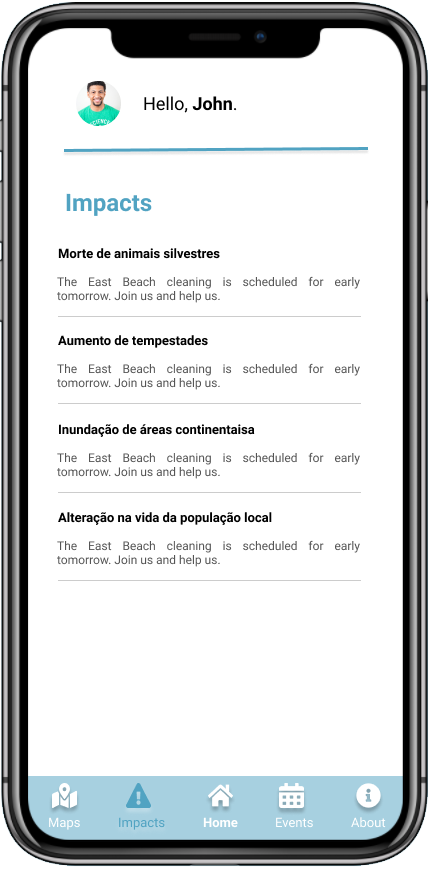 Hello, John.
Impacts
Morte de animais silvestres
The East Beach cleaning is scheduled for early
tomorrow. Join us and help us.
Aumento de tempestades
The East Beach cleaning is scheduled for early
tomorrow. Join us and help us.
Inundação de áreas continentaisa
The East Beach cleaning is scheduled for early
tomorrow. Join us and help us.
Alteração na vida da população local
The East Beach cleaning is scheduled for early
tomorrow. Join us and help us.
Maps Impacts Home Events About